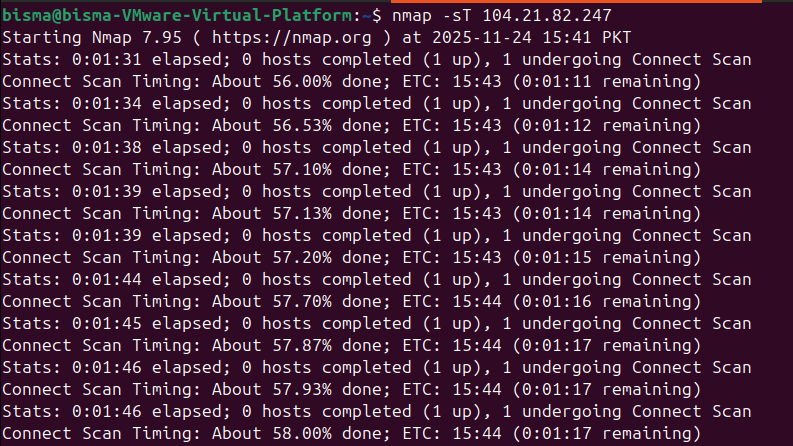 bisma@bisma-VMware-Virtual-Platform:~$ nmap -sT 104.21.82.247
Starting Nmap 7.95 ( https://nmap.org ) at 2025-11-24 15:41 PKT
Stats: 0:01:31 elapsed; 0 hosts completed (1 up), 1 undergoing Connect Scan
Connect Scan Timing: About 56.00% done; ETC: 15:43 (0:01:11 remaining)
Stats: 0:01:34 elapsed; 0 hosts completed (1 up), 1 undergoing Connect Scan
Connect Scan Timing: About 56.53% done; ETC: 15:43 (0:01:12 remaining)
Stats: 0:01:38 elapsed; 0 hosts completed (1 up), 1 undergoing Connect Scan
Connect Scan Timing: About 57.10% done; ETC: 15:43 (0:01:14 remaining)
Stats: 0:01:39 elapsed; 0 hosts completed (1 up), 1 undergoing Connect Scan
Connect Scan Timing: About 57.13% done; ETC: 15:43 (0:01:14 remaining)
Stats: 0:01:39 elapsed; 0 hosts completed (1 up), 1 undergoing Connect Scan
Connect Scan Timing: About 57.20% done; ETC: 15:43 (0:01:15 remaining)
Stats: 0:01:44 elapsed; 0 hosts completed (1 up), 1 undergoing Connect Scan
Connect Scan Timing: About 57.70% done; ETC: 15:44 (0:01:16 remaining)
Stats: 0:01:45 elapsed; 0 hosts completed (1 up), 1 undergoing Connect Scan
Connect Scan Timing: About 57.87% done; ETC: 15:44 (0:01:17 remaining)
Stats: 0:01:46 elapsed; 0 hosts completed (1 up), 1 undergoing Connect Scan
Connect Scan Timing: About 57.93% done; ETC: 15:44 (0:01:17 remaining)
Stats: 0:01:46 elapsed; 0 hosts completed (1 up), 1 undergoing Connect Scan
Connect Scan Timing: About 58.00% done; ETC: 15:44 (0:01:17 remaining)